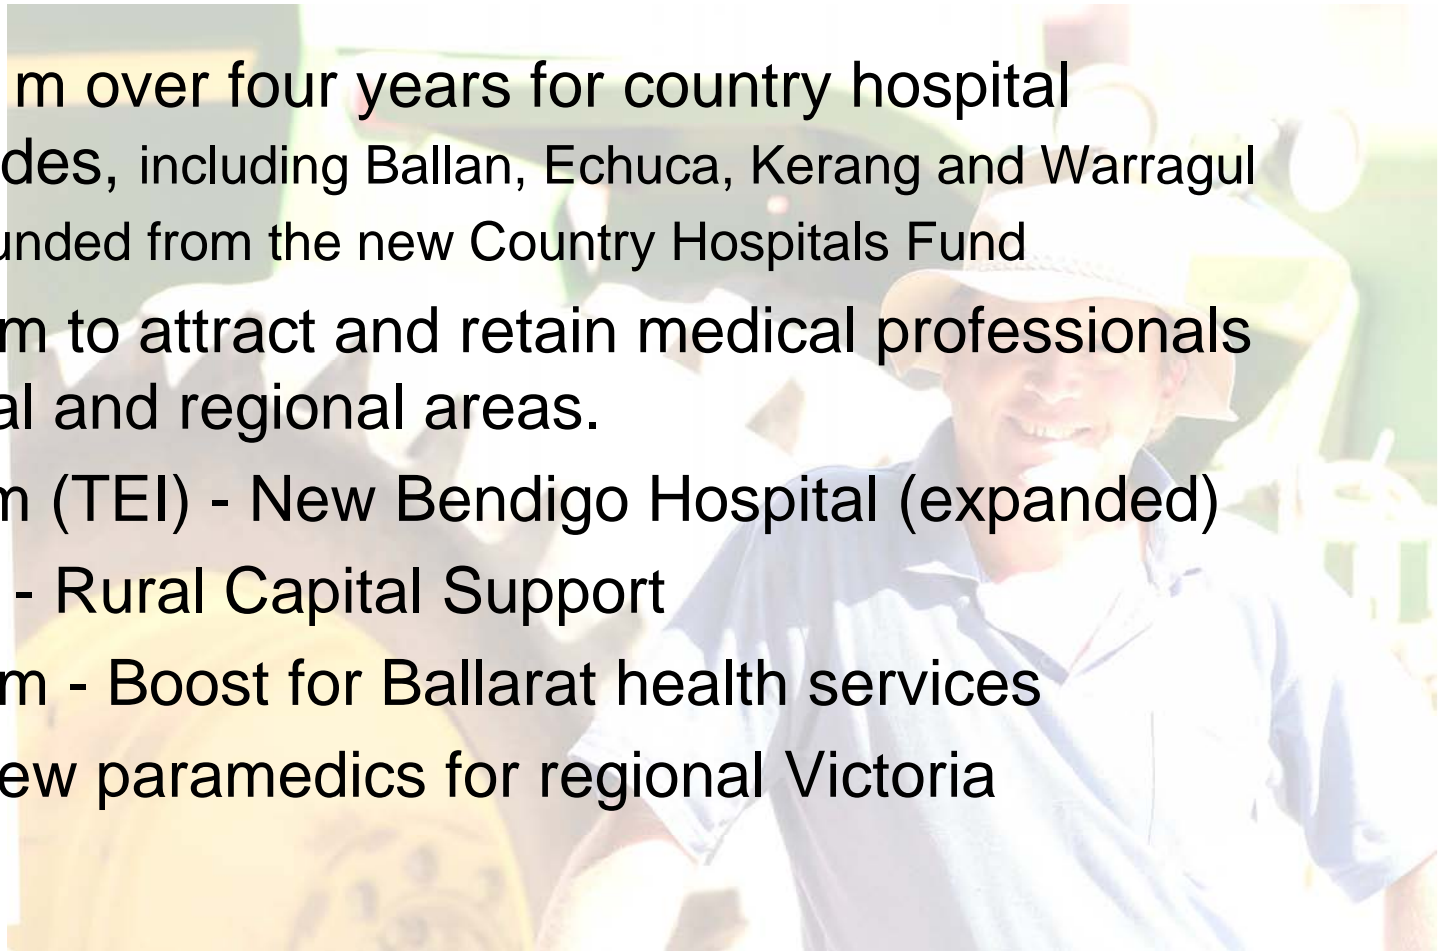 m over four years for country hospital
des, including Ballan, Echuca, Kerang and Warragul
unded from the new Country Hospitals Fund
m to attract and retain medical professionals
al and regional areas.
m (TEI) - New Bendigo Hospital (expanded)
- Rural Capital Support
m - Boost for Ballarat health services
ew paramedics for regional Victoria